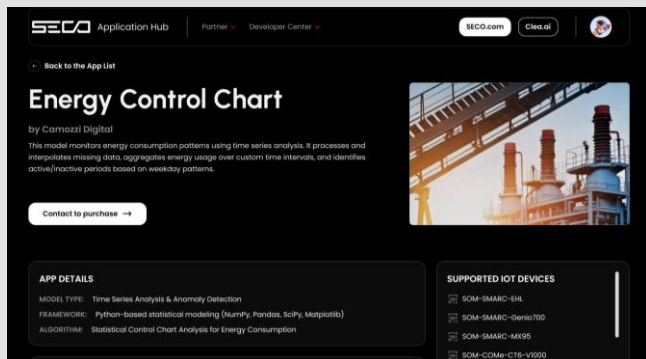 SECO Application Hub
Partner
Developer Center
SECO.com
Clea.ai
Back to the App List
Energy Control Chart
by Camozzi Digital
This model monitors energy consumption patterns using time series analysis. It processes and
interpolates missing data, aggregates energy usage over custom time intervals, and identifies
active/inactive periods based on weekday patterns.
Contact to purchase →
APP DETAILS
MODEL TYPE: Time Series Analysis & Anomaly Detection
FRAMEWORK: Python-based statistical modeling (NumPy, Pandas, SciPy, Matplotlib)
ALGORITHM: Statistical Control Chart Analysis for Energy Consumption
SUPPORTED IOT DEVICES
SOM-SMARC-EHL
SOM-SMARC-Genio700
SOM-SMARC-MX95
SOM-COMe-CT6-V1000